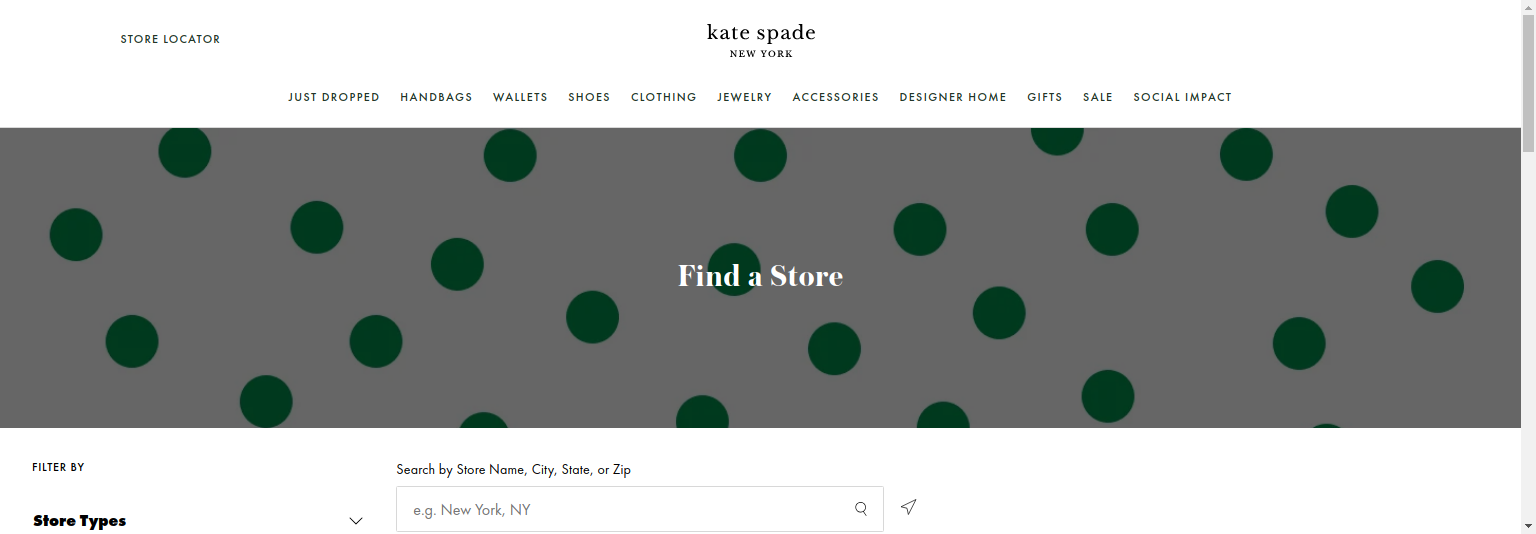 STORE LOCATOR
kate spade
NEW YORK
JUST DROPPED HANDBAGS WALLETS SHOES CLOTHING JEWELRY ACCESSORIES DESIGNER HOME GIFTS SALE SOCIAL IMPACT
Find a Store
FILTER BY
Search by Store Name, City, State, or Zip
e.g. New York, NY
Store Types